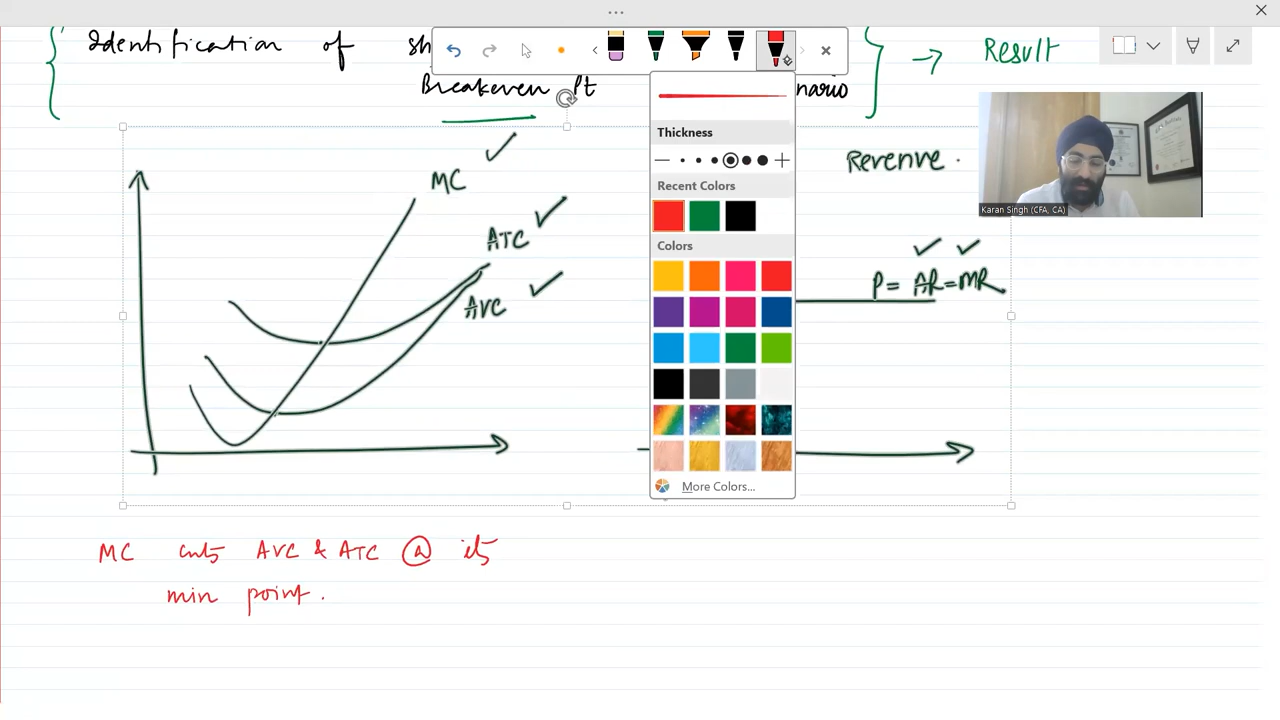 Identification of sh
→ Result
Breakeven Pt
nario
Thickness
Recent Colors
Colors
More Colors...
Revenue
Karan Singh (CFA, CA)
MC
ATC
AVC
P = AR = MR
MC cuts AVC & ATC @ its
min point.